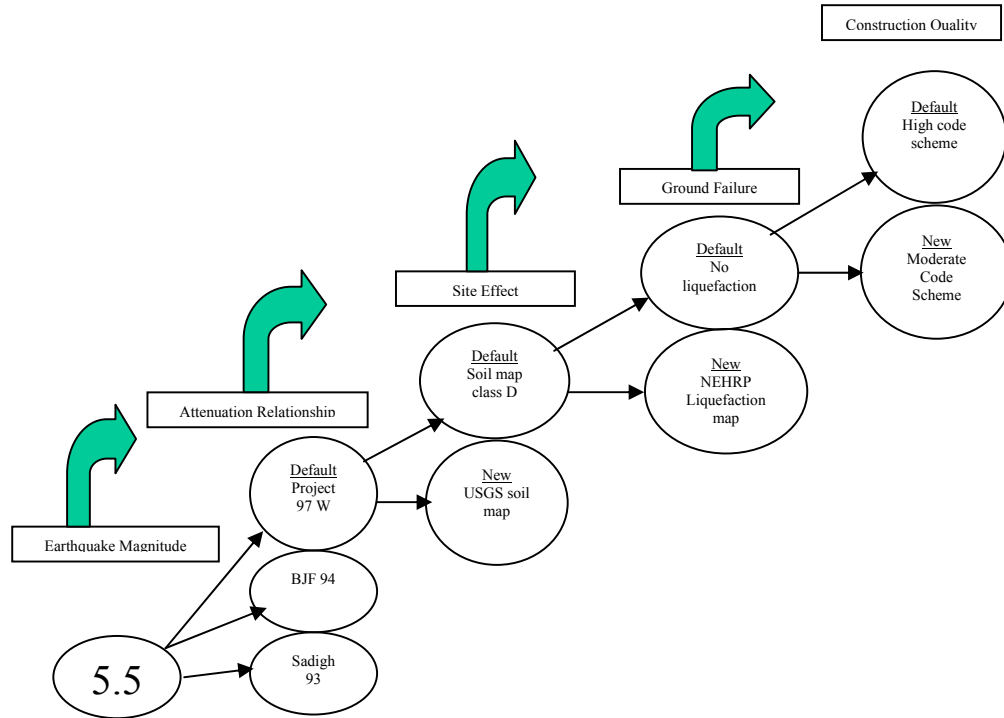 Construction Quality
Default
High code
scheme
Ground Failure
New
Moderate
Code
Scheme
Default
No
liquefaction
Site Effect
New
NEHRP
Liquefaction
map
Default
Soil map
class D
Attenuation Relationship
New
USGS soil
map
Default
Project
97 W
Earthquake Magnitude
BJF 94
Sadigh
93
5.5